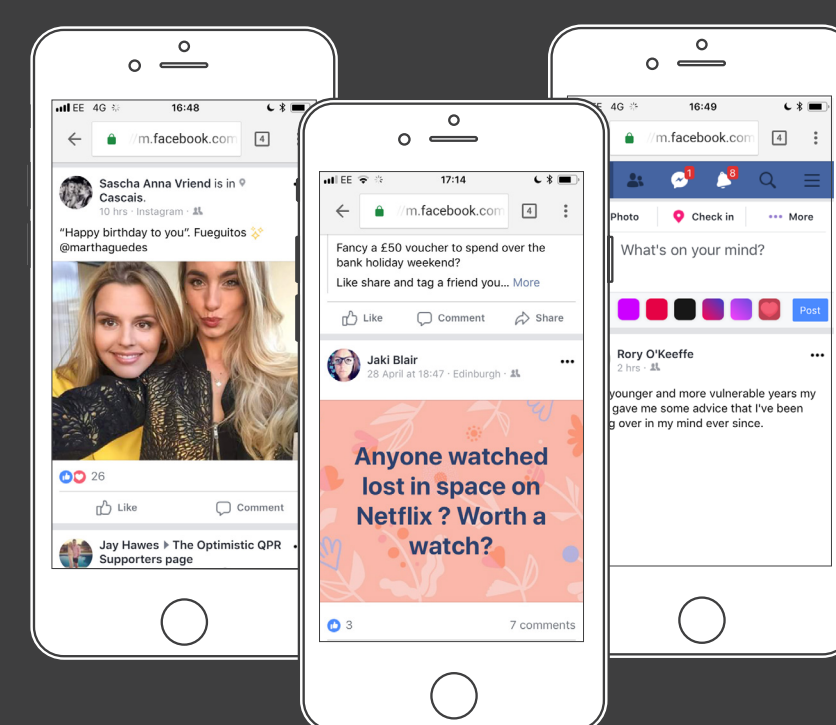 EE 4G 16:48
//m.facebook.com 4
Sascha Anna Vriend is in
Cascais.
10 hrs · Instagram ·
“Happy birthday to you”. Fueguitos ✨
@marthaguedes
26
Like Comment
Jay Hawes ▶ The Optimistic QPR
Supporters page
EE 17:14
//m.facebook.com 4
Fancy a £50 voucher to spend over the
bank holiday weekend?
Like share and tag a friend you... More
Like Comment Share
Jaki Blair
28 April at 18:47 · Edinburgh ·
Anyone watched
lost in space on
Netflix ? Worth a
watch?
3 7 comments
4G 16:49
//m.facebook.com 4
1 8
Photo Check in More
What's on your mind?
Post
Rory O'Keeffe
2 hrs ·
younger and more vulnerable years my
gave me some advice that I've been
g over in my mind ever since.